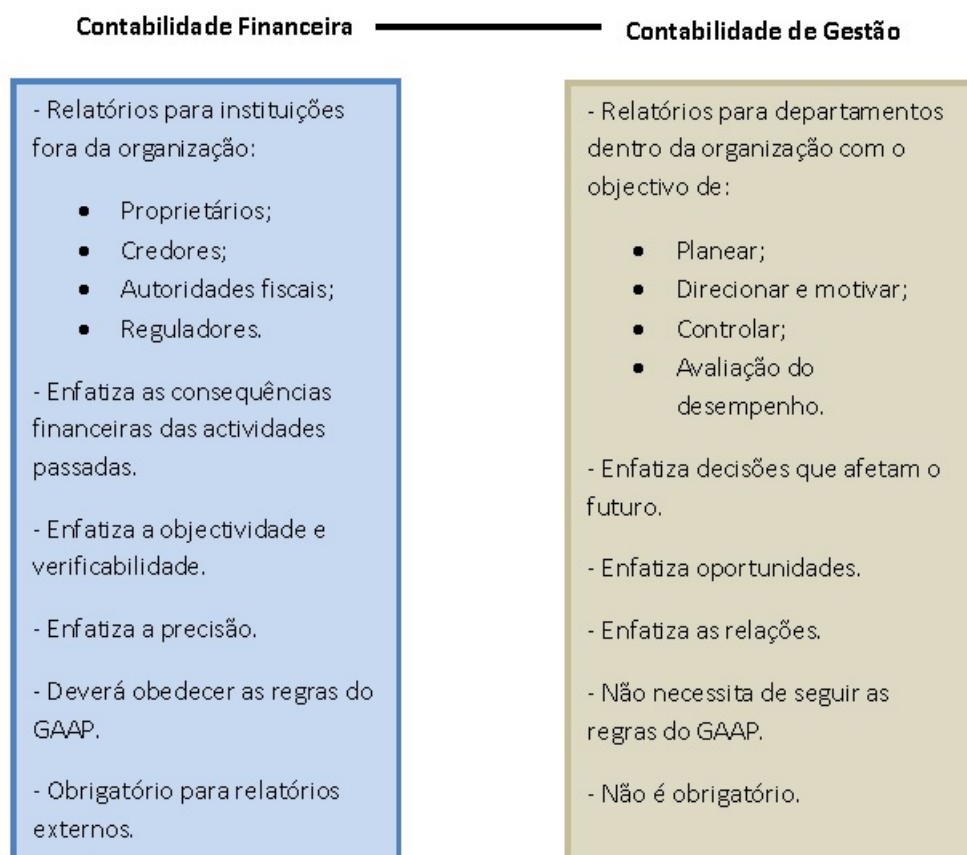 Contabilidade Financeira
Contabilidade de Gestão
- Relatórios para instituições
fora da organização:
• Proprietários;
• Credores;
• Autoridades fiscais;
• Reguladores.
- Enfatiza as consequências
financeiras das actividades
passadas.
- Enfatiza a objectividade e
verificabilidade.
- Enfatiza a precisão.
- Deverá obedecer as regras do
GAAP.
- Obrigatório para relatórios
externos.
- Relatórios para departamentos
dentro da organização com o
objectivo de:
• Planear;
• Direcionar e motivar;
• Controlar;
• Avaliação do
desempenho.
- Enfatiza decisões que afetam o
futuro.
- Enfatiza oportunidades.
- Enfatiza as relações.
- Não necessita de seguir as
regras do GAAP.
- Não é obrigatório.